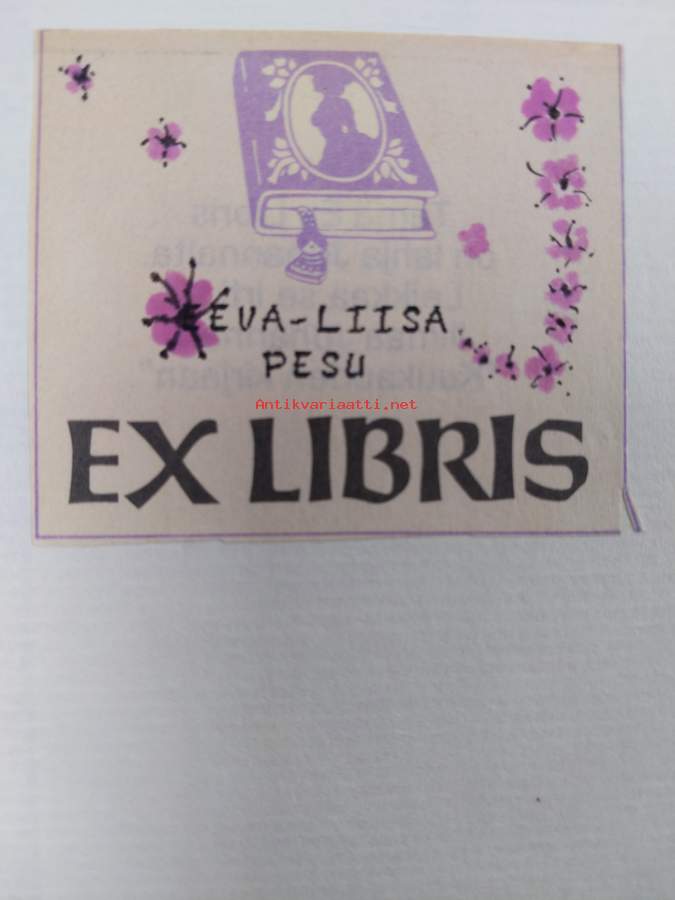 EEVA-LIISA
PESU
Antikvariaatti.net
EX LIBRIS